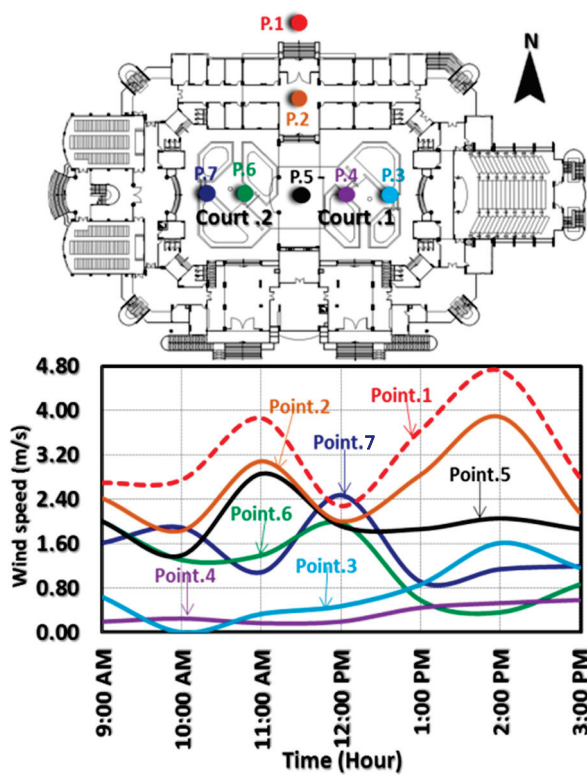 P.1
N
P.2
P.7
P.6
P.5
P.4
P.3
Court .2
Court .1
4.80
4.00
3.20
2.40
1.60
0.80
0.00
Wind speed (m/s)
Point.2
Point.1
Point.7
Point.5
Point.6
Point.3
Point.4
9:00 AM
10:00 AM
11:00 AM
12:00 PM
1:00 PM
2:00 PM
3:00 PM
Time (Hour)